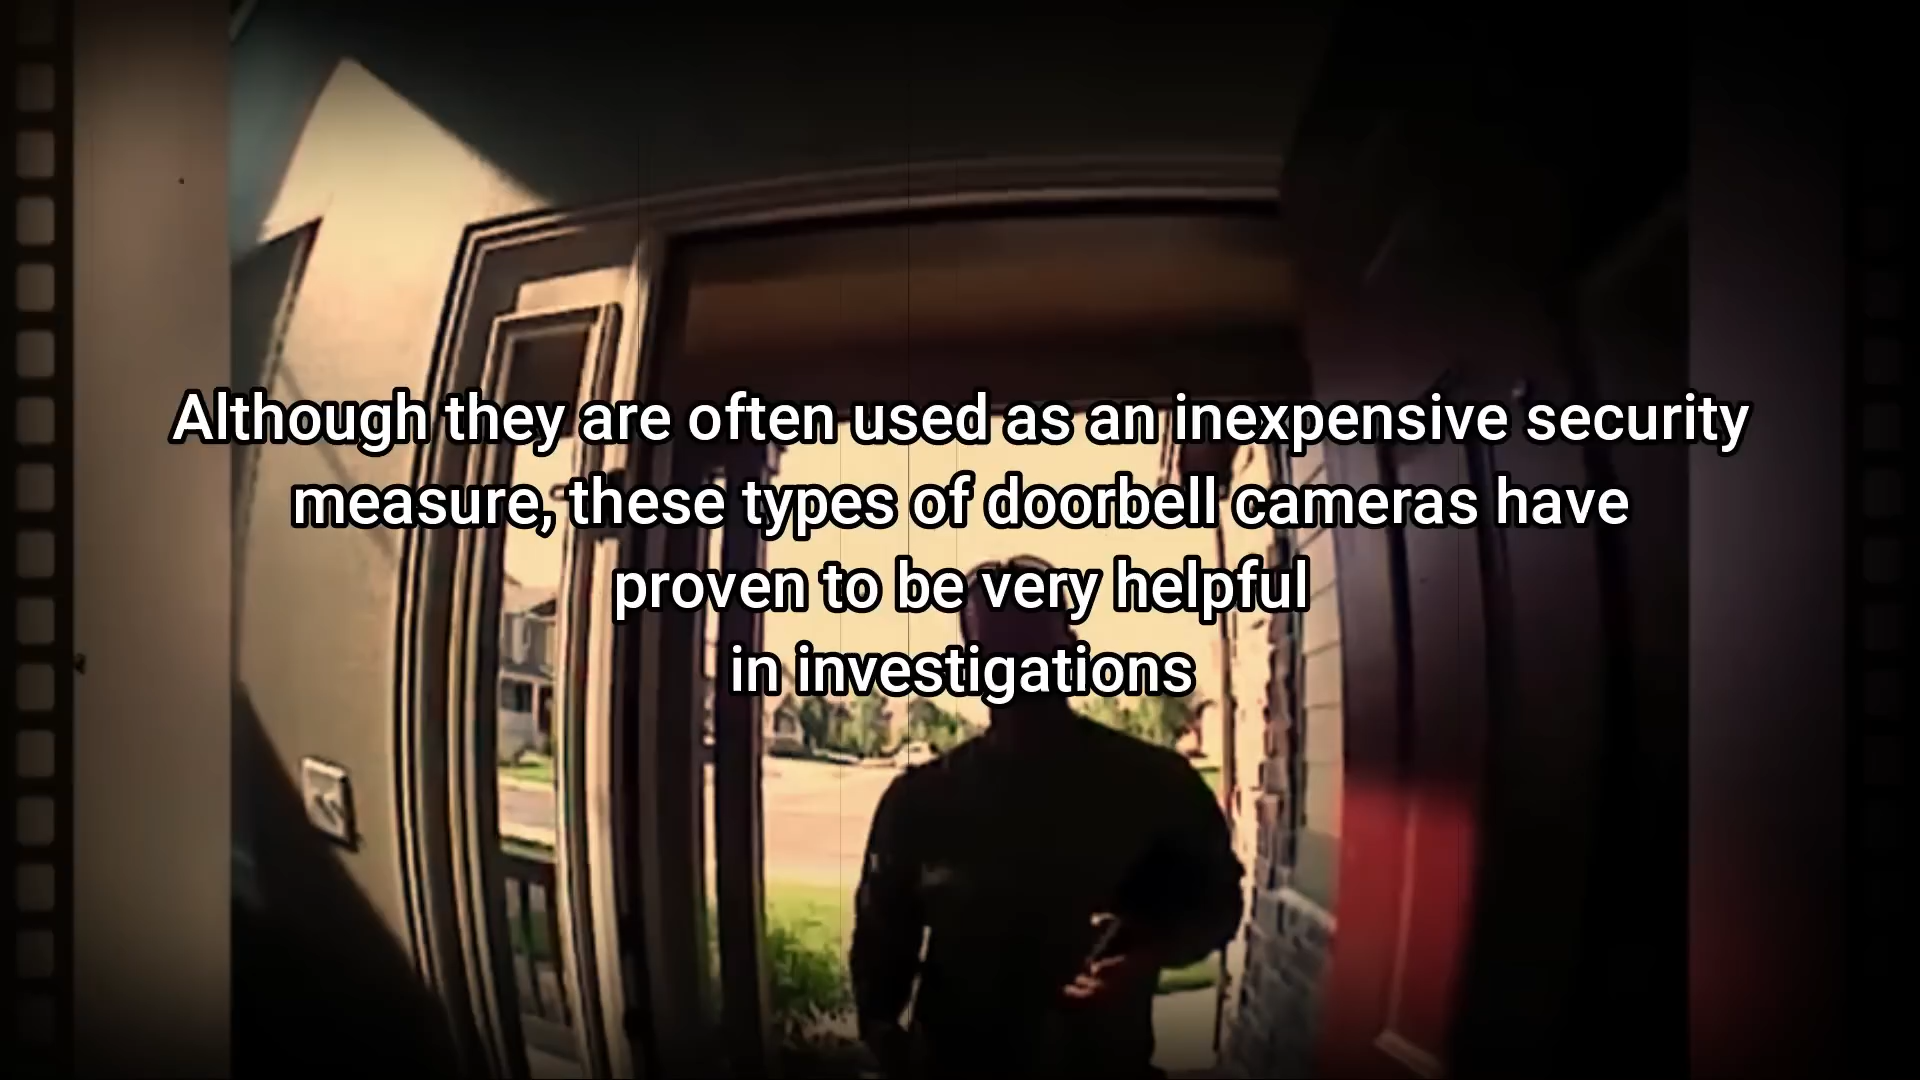 Although they are often used as an inexpensive security
measure, these types of doorbell cameras have
proven to be very helpful
in investigations